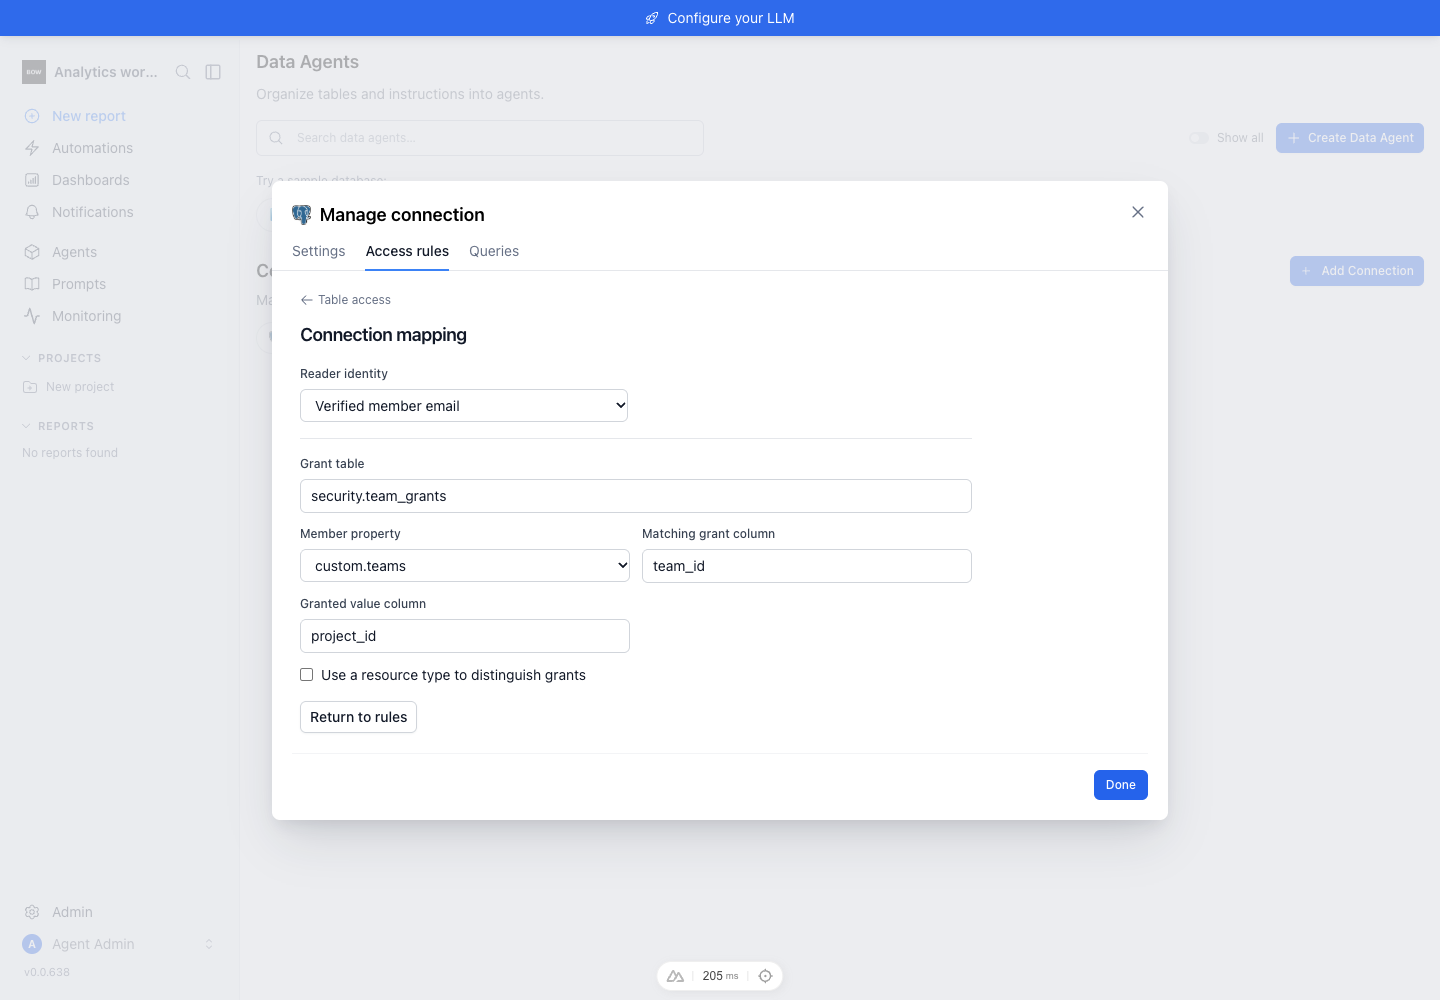 Configure your LLM
BOW
Analytics wor...
New report
Automations
Dashboards
Notifications
Agents
Prompts
Monitoring
PROJECTS
New project
REPORTS
No reports found
Admin
A
Agent Admin
v0.0.638
Data Agents
Organize tables and instructions into agents.
Search data agents...
Show all
Create Data Agent
Try a sample database:
Add Connection
Manage connection
Settings
Access rules
Queries
Table access
Connection mapping
Reader identity
Verified member email
Grant table
security.team_grants
Member property
Matching grant column
custom.teams
team_id
Granted value column
project_id
Use a resource type to distinguish grants
Return to rules
Done
205 ms